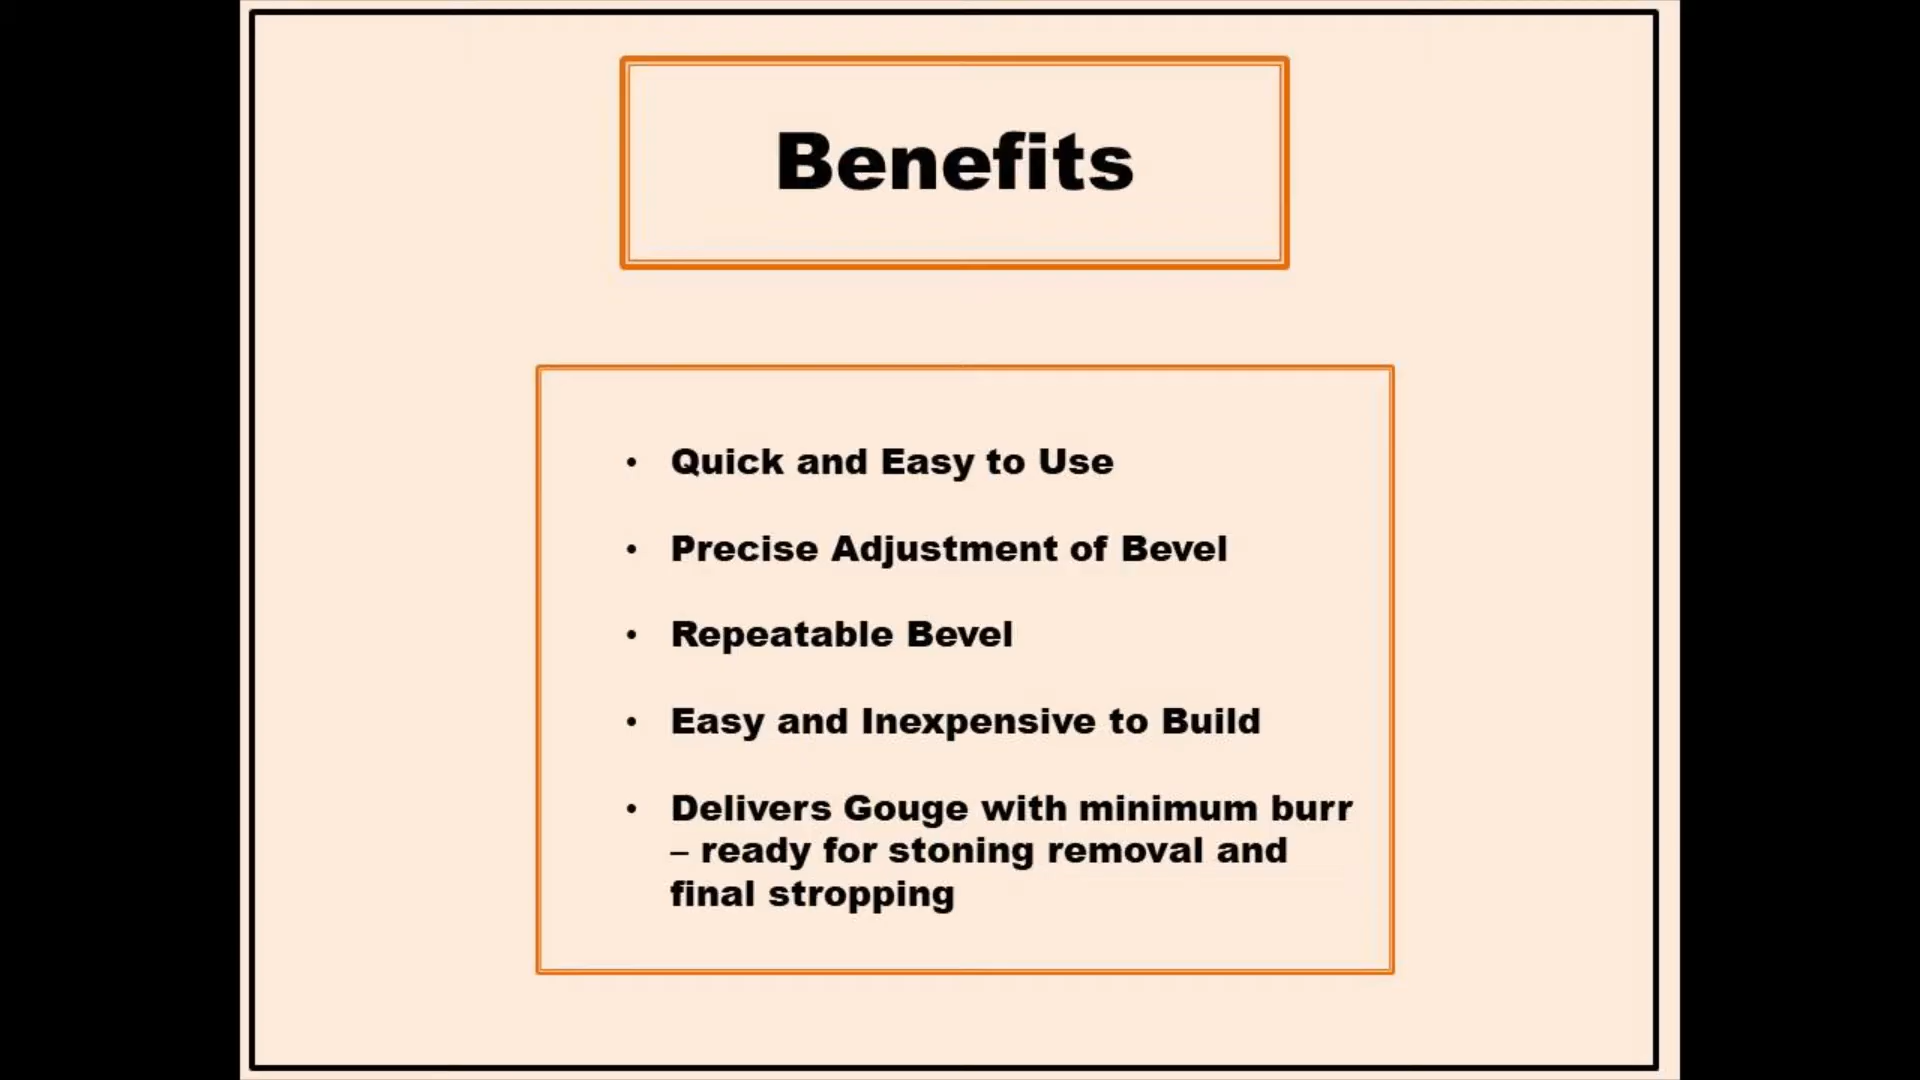 Benefits
• Quick and Easy to Use
• Precise Adjustment of Bevel
• Repeatable Bevel
• Easy and Inexpensive to Build
• Delivers Gouge with minimum burr
– ready for stoning removal and
final stropping